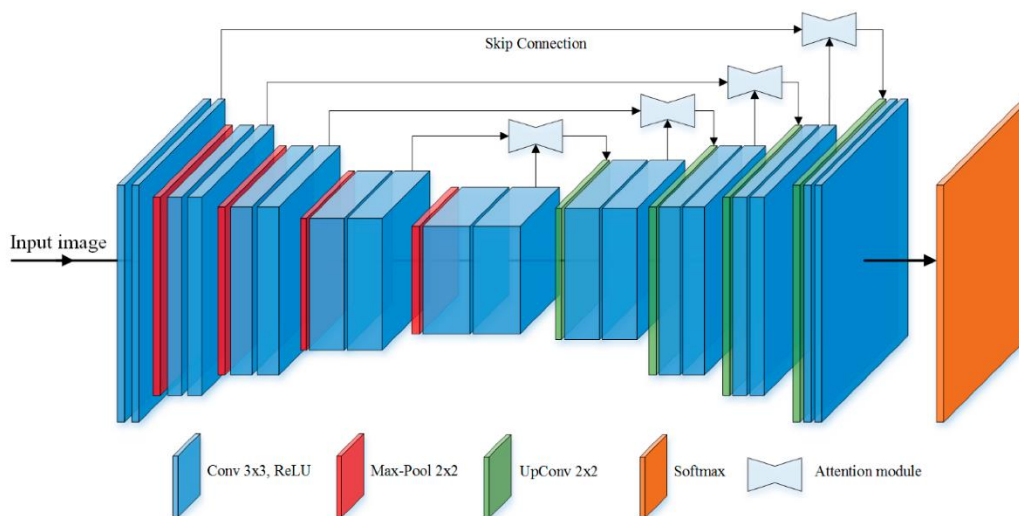 Skip Connection
Input image
Conv 3x3, ReLU
Max-Pool 2x2
UpConv 2x2
Softmax
Attention module